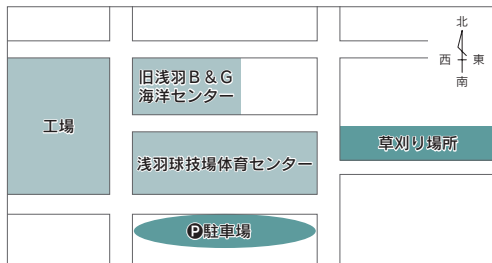 北
西 東
南
旧浅羽B＆G
海洋センター
工場
草刈り場所
浅羽球技場体育センター
P駐車場